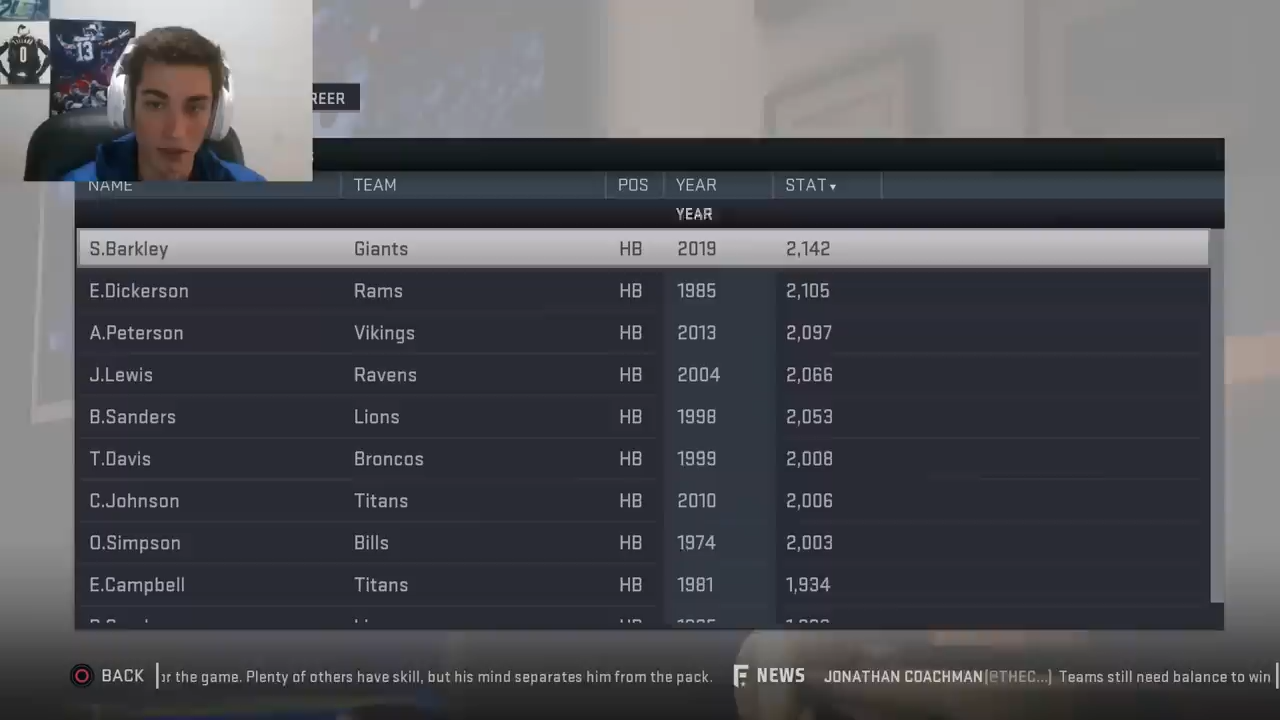 0
13
REER
NAME TEAM POS YEAR STAT▾
YEAR
S.Barkley Giants HB 2019 2,142
E.Dickerson Rams HB 1985 2,105
A.Peterson Vikings HB 2013 2,097
J.Lewis Ravens HB 2004 2,066
B.Sanders Lions HB 1998 2,053
T.Davis Broncos HB 1999 2,008
C.Johnson Titans HB 2010 2,006
O.Simpson Bills HB 1974 2,003
E.Campbell Titans HB 1981 1,934
BACK or the game. Plenty of others have skill, but his mind separates him from the pack. NEWS JONATHAN COACHMAN(@THEC...) Teams still need balance to win